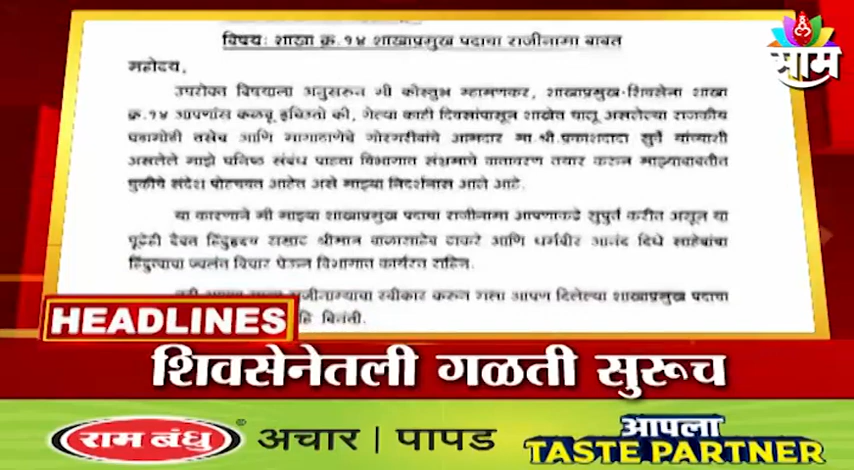 विषय: शाखा क्र.१४ शाखाप्रमुख पदाचा राजीनामा बाबत
साम
महोदय,
उपरोक्त विषयाला अनुसरुन मी कौस्तुभ म्हामणकर, शाखाप्रमुख-शिवसेना शाखा
क्र.१४ आपणांस कळवू इच्छितो की, गेल्या काही दिवसांपासून शाखेत चालू असलेल्या राजकीय
घडामोडी तसेच आणि मागाठाणेचे गोरगरीबांचे आमदार मा.श्री.प्रकाशदादा सुर्वे यांच्याशी
असलेले माझे घनिष्ठ संबंध पाहता विभागात संभ्रमाचे वातावरण तयार करून माझ्याबाबतीत
चुकीचे संदेश पोहचवत आहेत असे माझ्या निदर्शनास आले आहे.
या कारणाने मी माझ्या शाखाप्रमुख पदाचा राजीनामा आपणाकडे सुपुर्त करीत असून या
पूढेही दैवत हिंदुहृदय सम्राट श्रीमान बाळासाहेब ठाकरे आणि धर्मवीर आनंद दिघे साहेबांचा
हिंदुत्वाचा ज्वलंत विचार घेऊन विभागात कार्यरत राहिन.
राजीनाम्याचा स्वीकार करून मला आपण दिलेल्या शाखाप्रमुख पदाचा
विनंती.
HEADLINES
शिवसेनेतली गळती सुरूच
राम बंधु® अचार | पापड
आपला
TASTE PARTNER